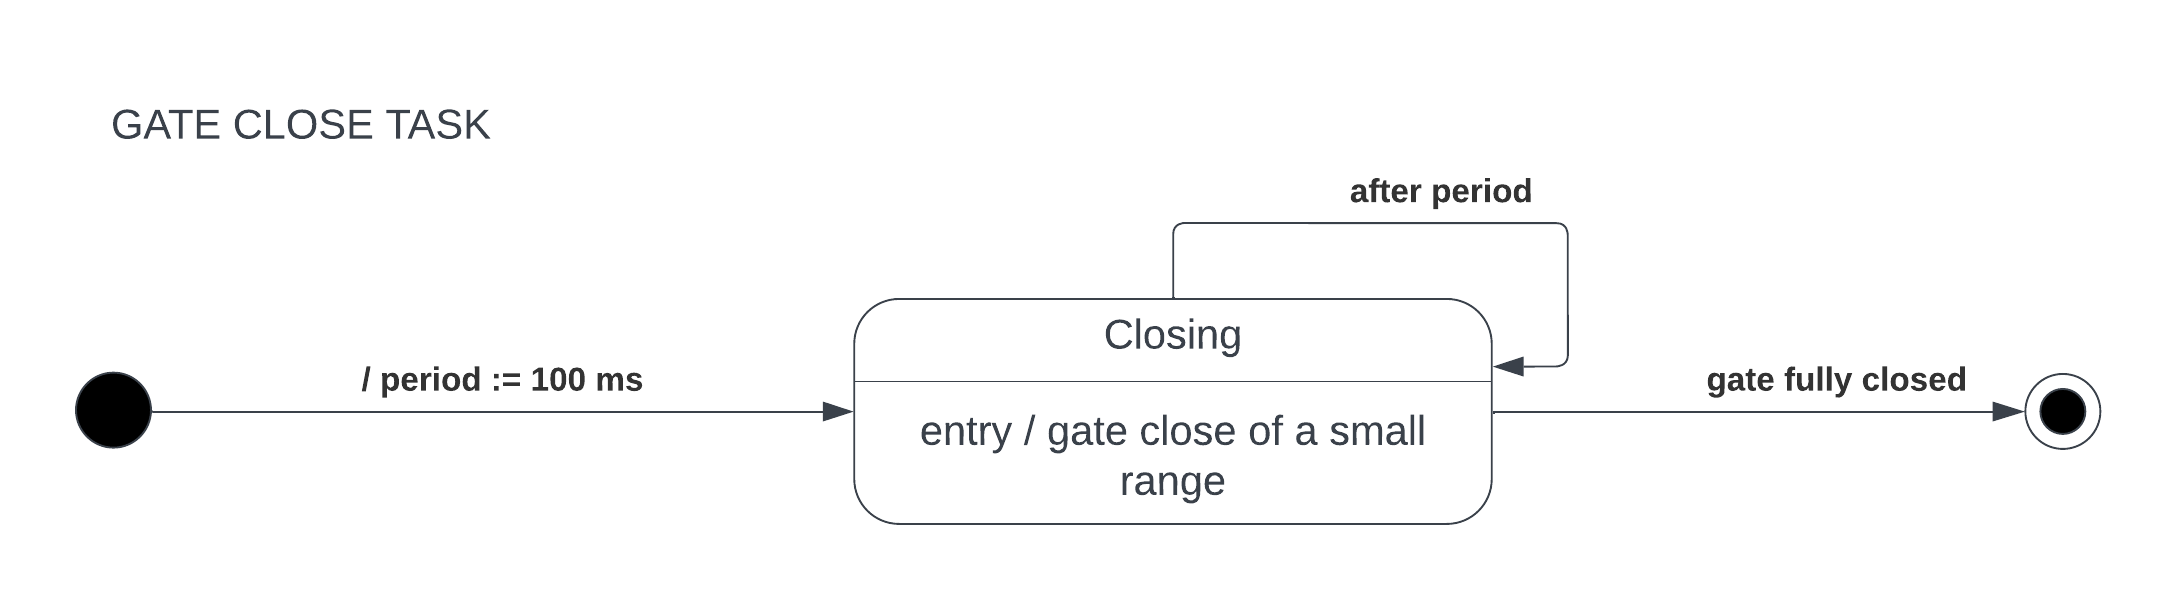 GATE CLOSE TASK
after period
Closing
/ period := 100 ms
gate fully closed
entry / gate close of a small
range